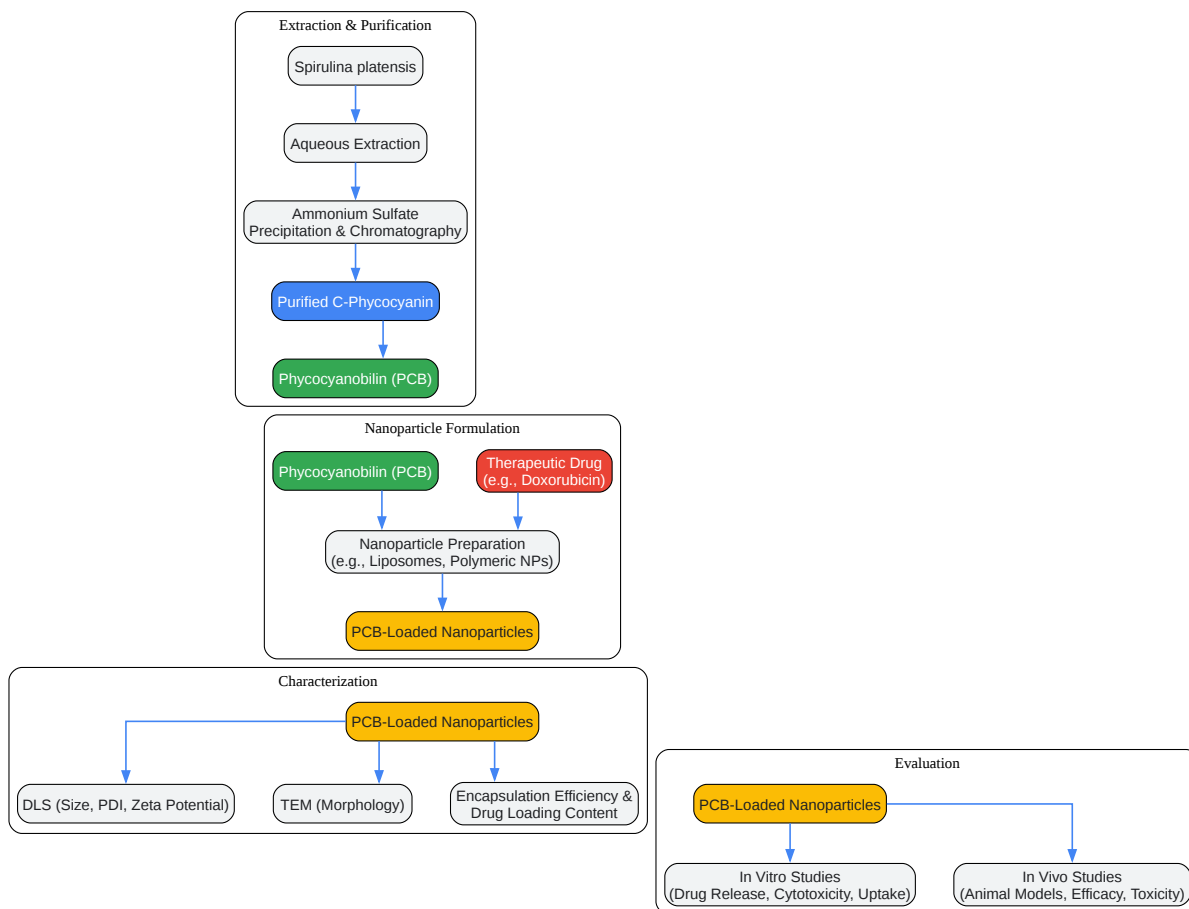 Extraction & Purification
Spirulina platensis
Aqueous Extraction
Ammonium Sulfate
Precipitation & Chromatography
Purified C-Phycocyanin
Phycocyanobilin (PCB)
Nanoparticle Formulation
Phycocyanobilin (PCB)
Therapeutic Drug
(e.g., Doxorubicin)
Nanoparticle Preparation
(e.g., Liposomes, Polymeric NPs)
PCB-Loaded Nanoparticles
Characterization
PCB-Loaded Nanoparticles
DLS (Size, PDI, Zeta Potential)
TEM (Morphology)
Encapsulation Efficiency &
Drug Loading Content
Evaluation
PCB-Loaded Nanoparticles
In Vitro Studies
(Drug Release, Cytotoxicity, Uptake)
In Vivo Studies
(Animal Models, Efficacy, Toxicity)